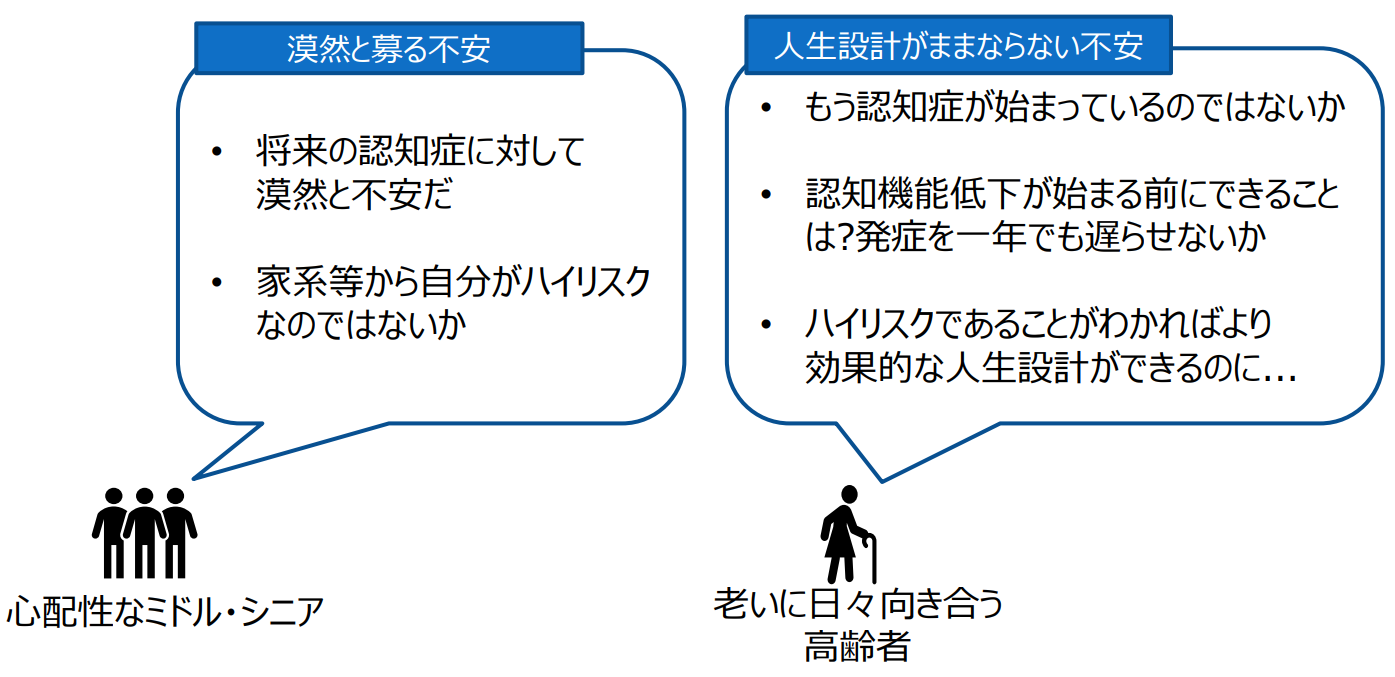 漠然と募る不安
• 将来の認知症に対して
漠然と不安だ
• 家系等から自分がハイリスク
なのではないか
心配性なミドル・シニア
人生設計がままならない不安
• もう認知症が始まっているのではないか
• 認知機能低下が始まる前にできること
は?発症を一年でも遅らせないか
• ハイリスクであることがわかればより
効果的な人生設計ができるのに…
老いに日々向き合う
高齢者